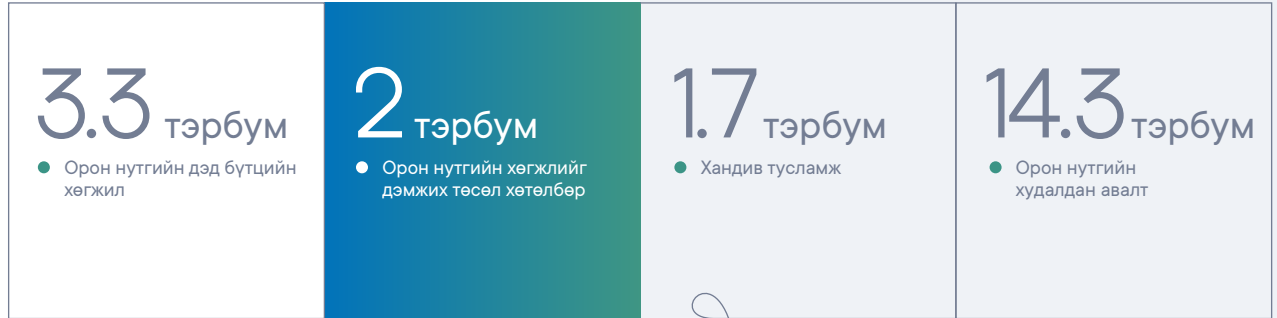 3.3 тэрбум
Орон нутгийн дэд бүтцийн
хөгжил
2 тэрбум
Орон нутгийн хөгжлийг
дэмжих төсөл хөтөлбөр
1.7 тэрбум
Хандив тусламж
14.3 тэрбум
Орон нутгийн
худалдан авалт